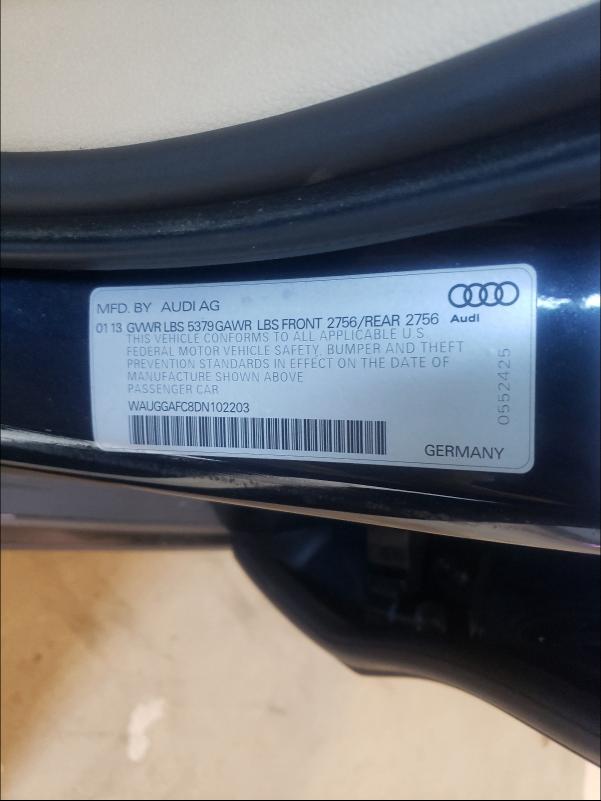 MFD. BY AUDI AG
Audi
01 13 GVWR LBS 5379 GAWR LBS FRONT 2756/REAR 2756
THIS VEHICLE CONFORMS TO ALL APPLICABLE U S
FEDERAL MOTOR VEHICLE SAFETY, BUMPER AND THEFT
PREVENTION STANDARDS IN EFFECT ON THE DATE OF
MANUFACTURE SHOWN ABOVE
PASSENGER CAR
WAUGGAFC8DN102203
GERMANY
0552425